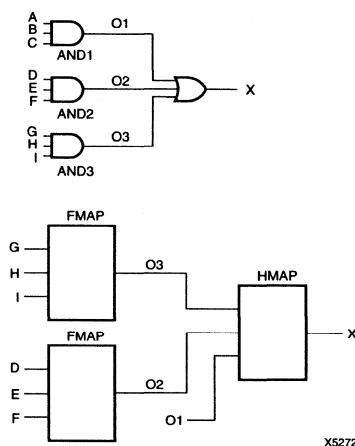 A
B
C
O1
AND1
D
E
F
O2
AND2
X
G
H
I
O3
AND3
FMAP
G
H
I
O3
HMAP
FMAP
X
D
E
F
O2
O1
X5272